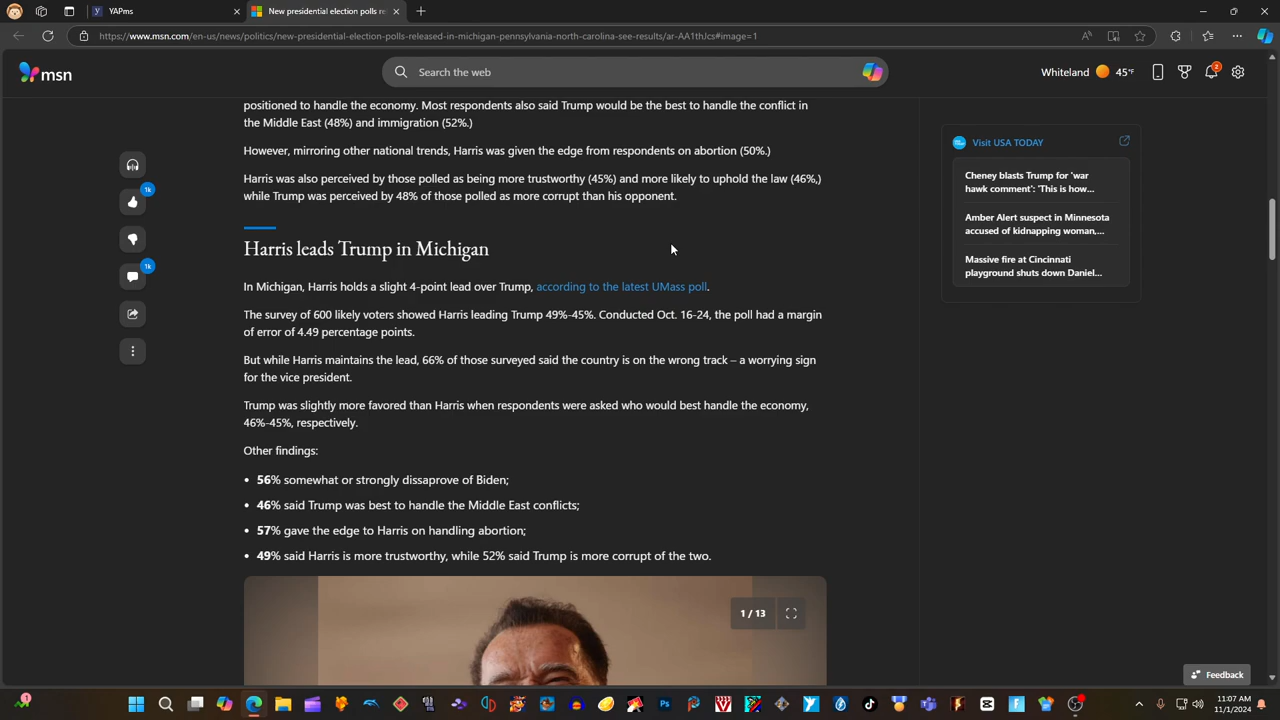 YAPms
New presidential election polls re
https://www.msn.com/en-us/news/politics/new-presidential-election-polls-released-in-michigan-pennsylvania-north-carolina-see-results/ar-AA1thJcs#image=1
msn
Search the web
Whiteland 45°F
2
positioned to handle the economy. Most respondents also said Trump would be the best to handle the conflict in
the Middle East (48%) and immigration (52%.)
However, mirroring other national trends, Harris was given the edge from respondents on abortion (50%.)
Harris was also perceived by those polled as being more trustworthy (45%) and more likely to uphold the law (46%,)
while Trump was perceived by 48% of those polled as more corrupt than his opponent.
1k
1k
Harris leads Trump in Michigan
In Michigan, Harris holds a slight 4-point lead over Trump, according to the latest UMass poll.
The survey of 600 likely voters showed Harris leading Trump 49%-45%. Conducted Oct. 16-24, the poll had a margin
of error of 4.49 percentage points.
But while Harris maintains the lead, 66% of those surveyed said the country is on the wrong track – a worrying sign
for the vice president.
Trump was slightly more favored than Harris when respondents were asked who would best handle the economy,
46%-45%, respectively.
Other findings:
• 56% somewhat or strongly dissaprove of Biden;
• 46% said Trump was best to handle the Middle East conflicts;
• 57% gave the edge to Harris on handling abortion;
• 49% said Harris is more trustworthy, while 52% said Trump is more corrupt of the two.
1 / 13
Visit USA TODAY
Cheney blasts Trump for 'war
hawk comment': 'This is how...
Amber Alert suspect in Minnesota
accused of kidnapping woman,...
Massive fire at Cincinnati
playground shuts down Daniel...
Feedback
1
11:07 AM
11/3/2024